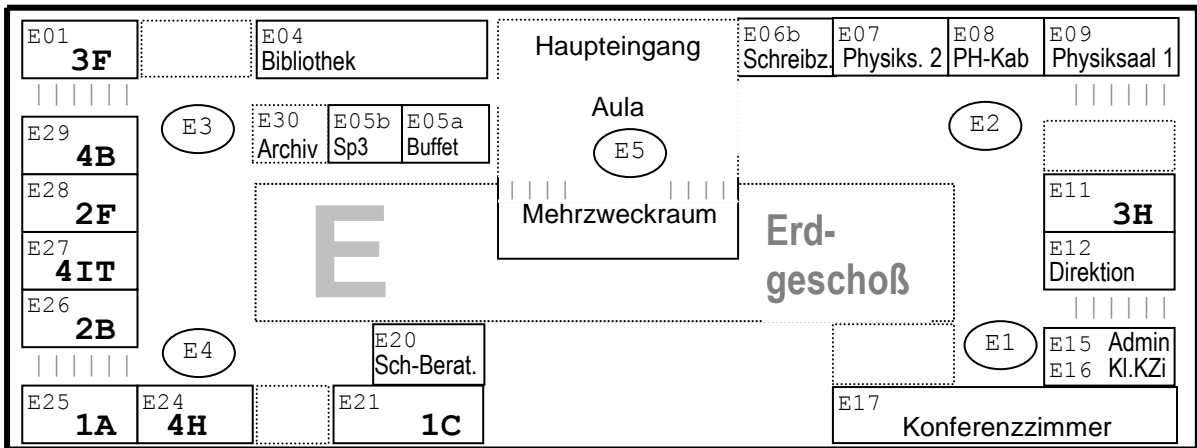 E01
3F
E04
Bibliothek
Haupteingang
E06b
Schreibz.
E07
Physiks. 2
E08
PH-Kab
E09
Physiksaal 1
Aula
E3
E30
Archiv
E05b
Sp3
E05a
Buffet
E5
E2
E29
4B
E28
2F
E
Mehrzweckraum
Erd-
geschoß
E11
3H
E27
4IT
E12
Direktion
E26
2B
E4
E20
Sch-Berat.
E1
E15 Admin
E16 Kl.KZi
E25
1A
E24
4H
E21
1C
E17
Konferenzzimmer